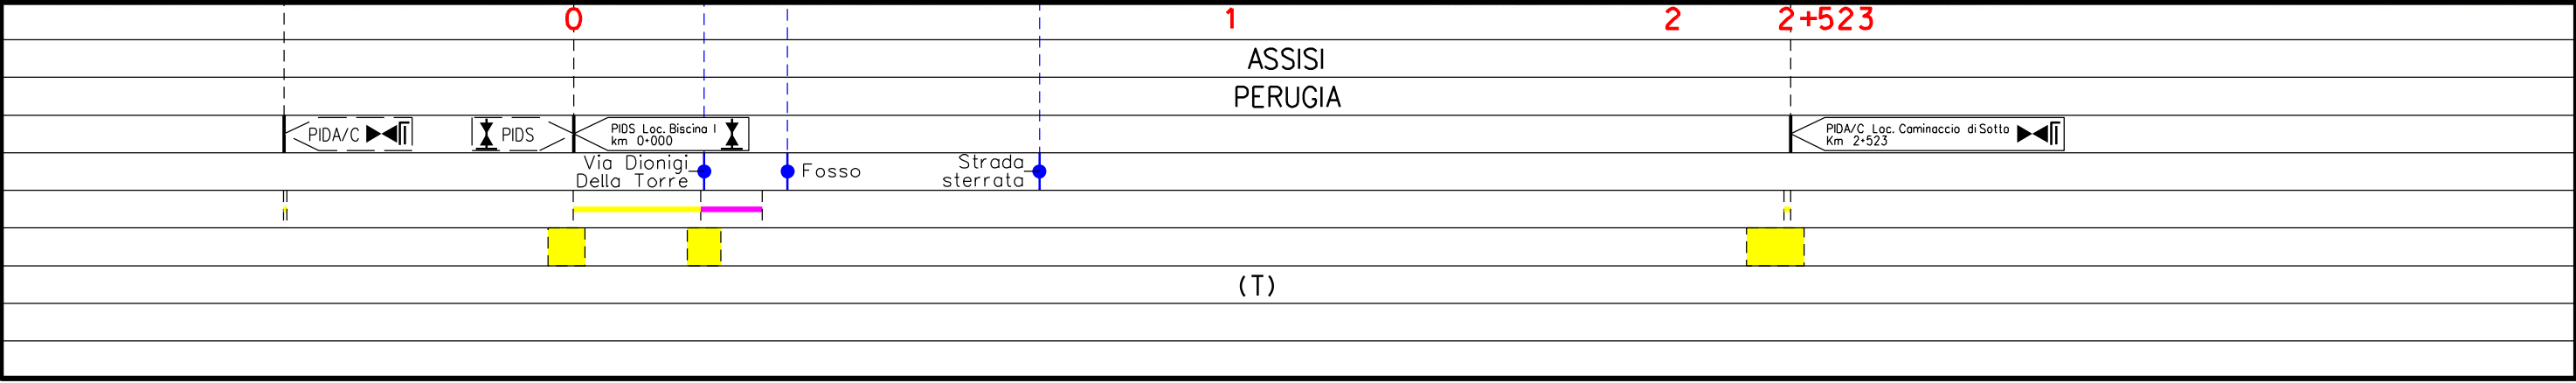 0 1 2 2+523
ASSISI
PERUGIA
PIDA/C
PIDS
PIDS Loc. Biscina 1
km 0+000
PIDA/C Loc. Caminaccio di Sotto
Km 2+523
Via Dionigi
Della Torre
Fosso
Strada
sterrata
(T)